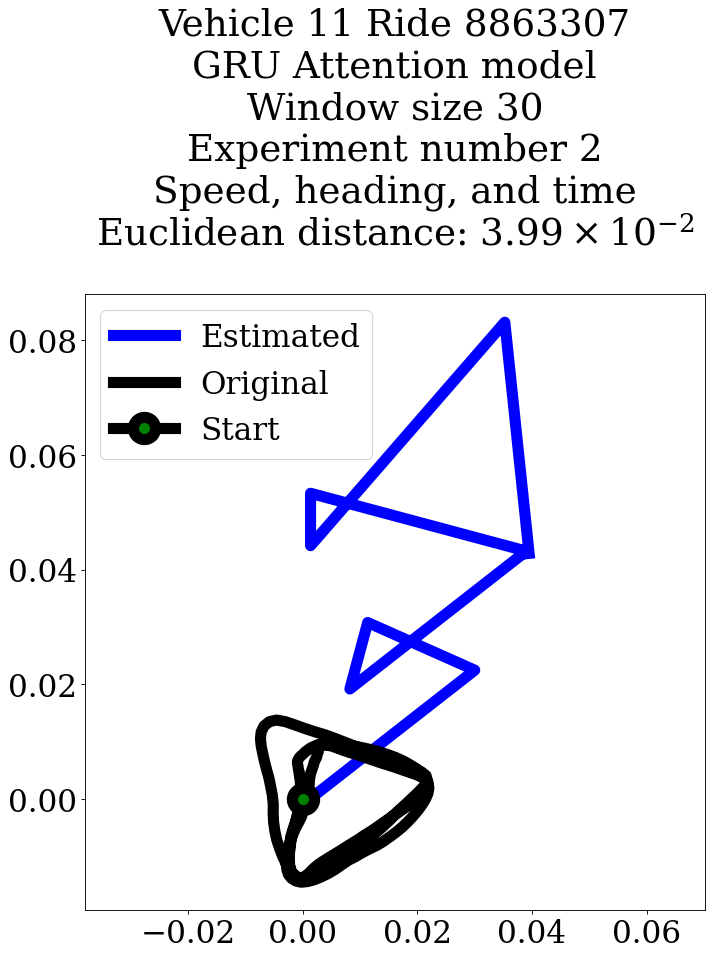 Vehicle 11 Ride 8863307
GRU Attention model
Window size 30
Experiment number 2
Speed, heading, and time
Euclidean distance: 3.99 × 10⁻²
Estimated
Original
Start
0.08
0.06
0.04
0.02
0.00
−0.02 0.00 0.02 0.04 0.06